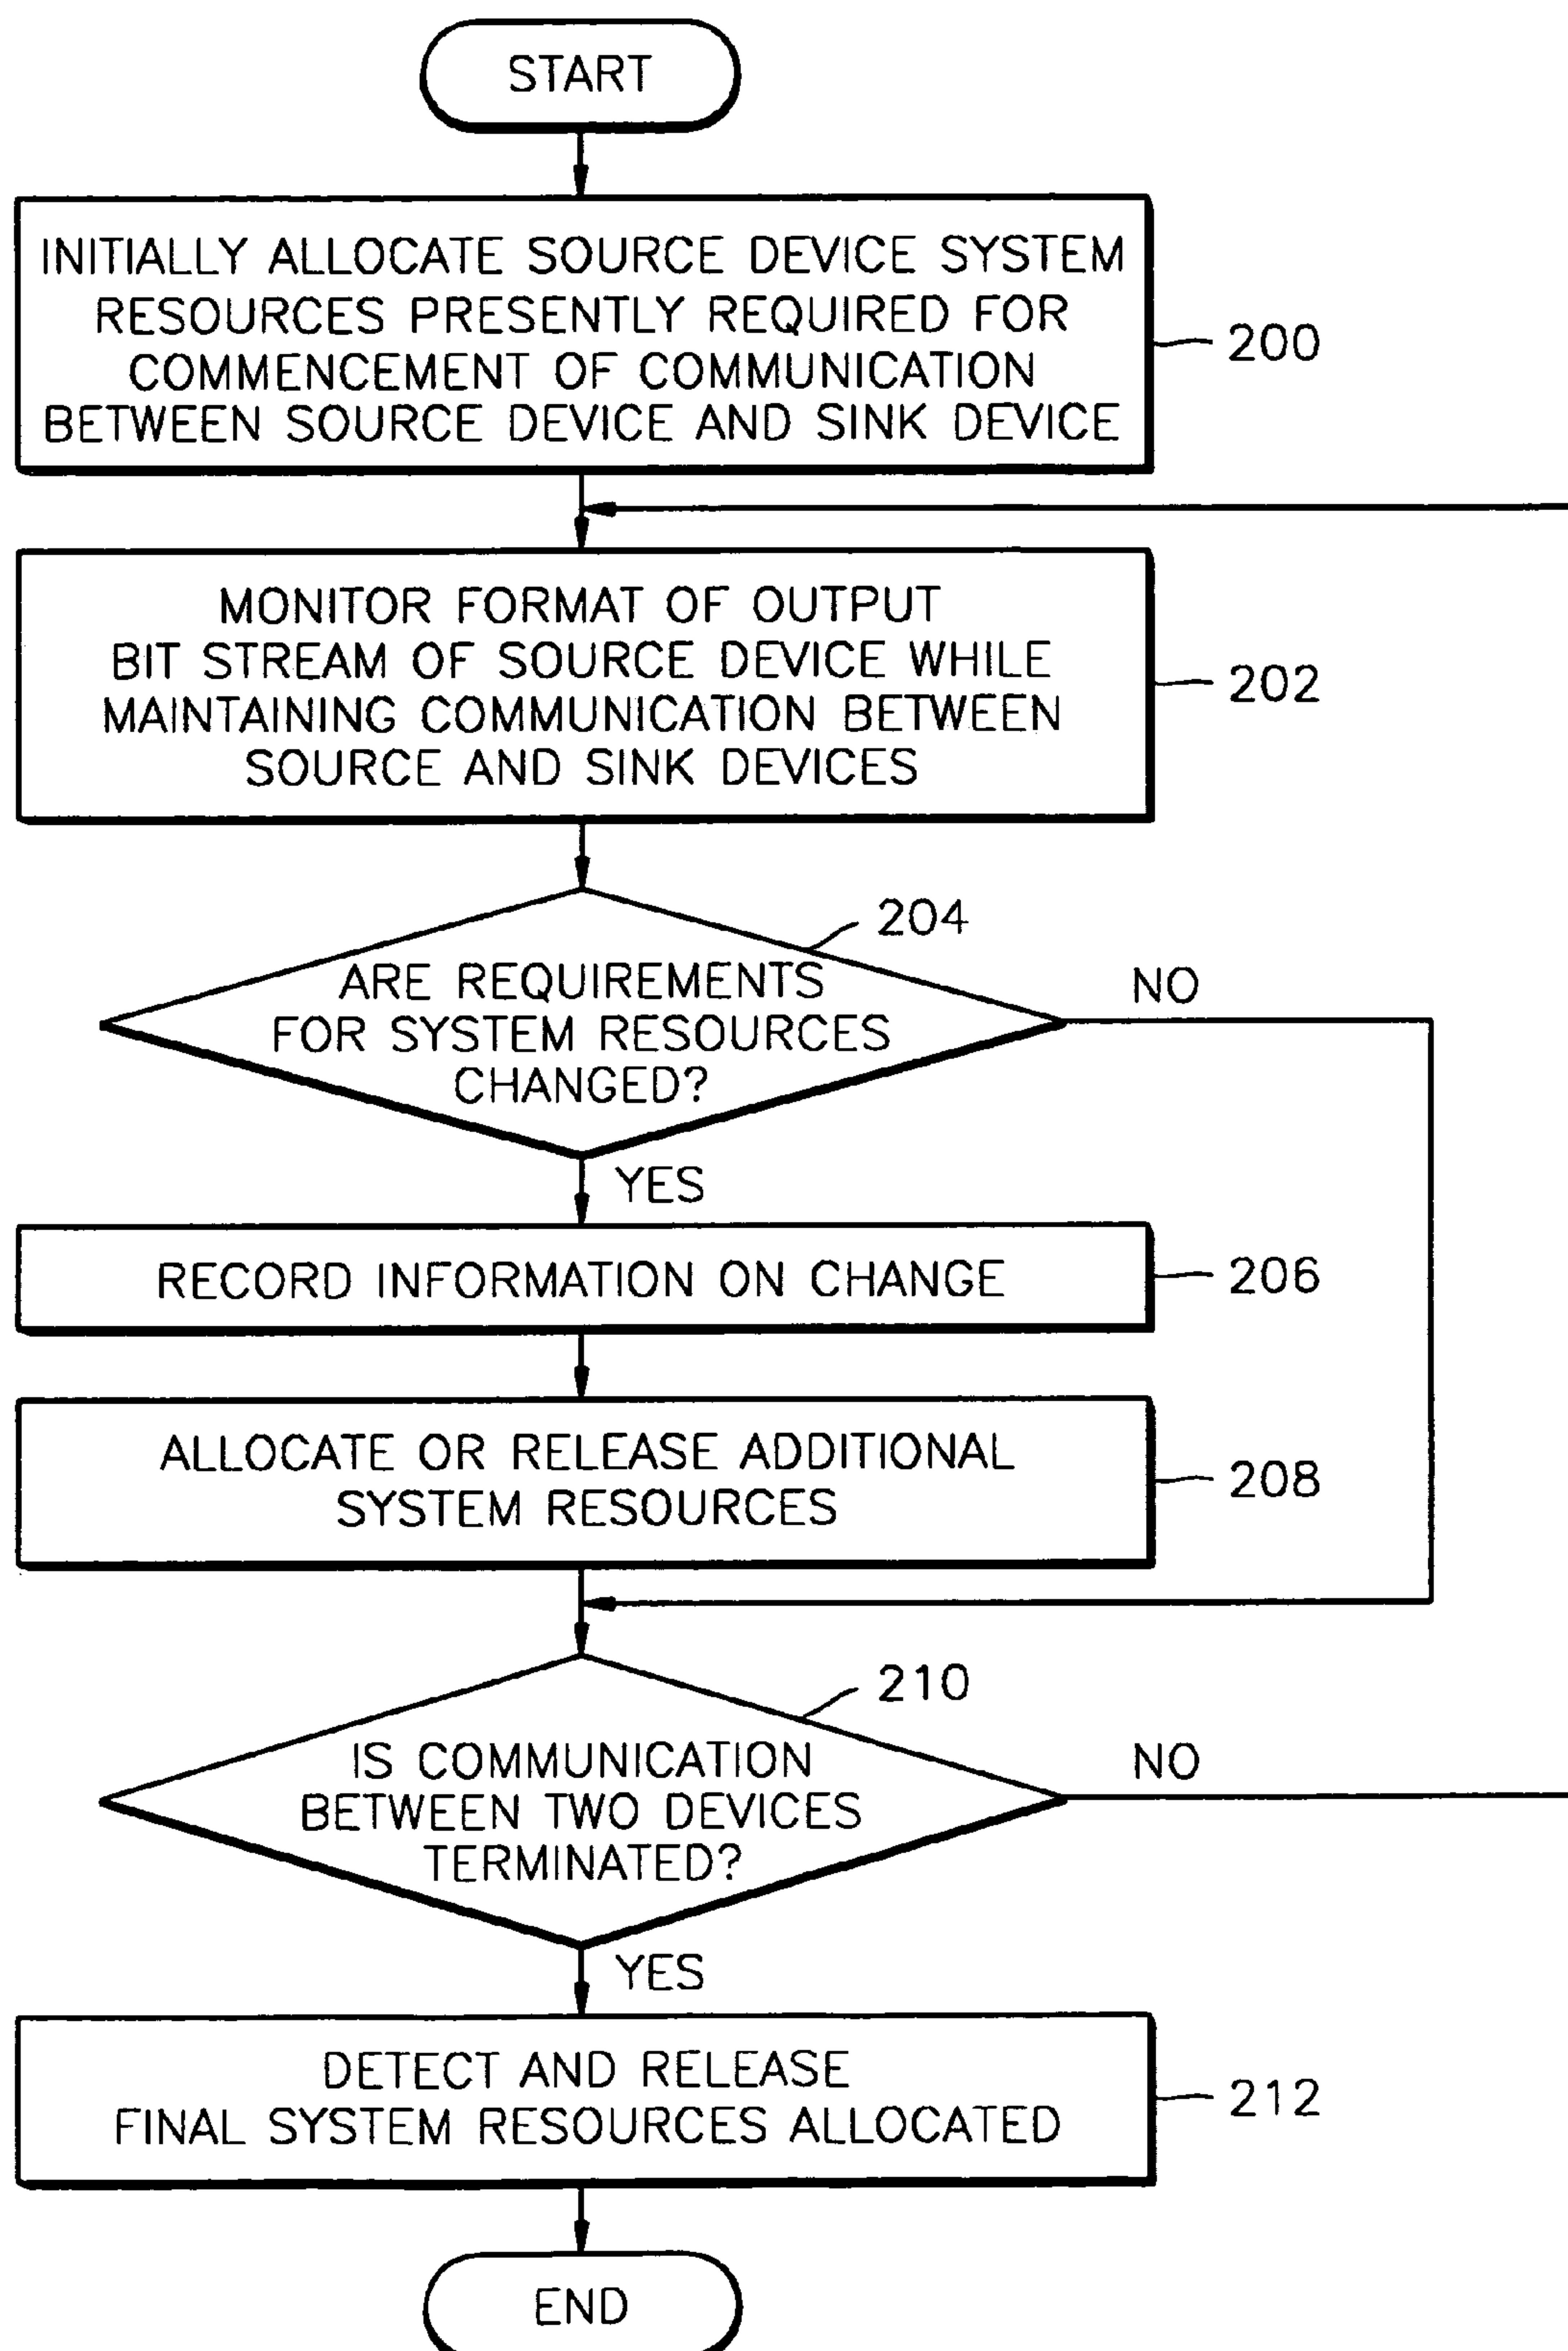 START
INITIALLY ALLOCATE SOURCE DEVICE SYSTEM
RESOURCES PRESENTLY REQUIRED FOR
COMMENCEMENT OF COMMUNICATION
BETWEEN SOURCE DEVICE AND SINK DEVICE
200
MONITOR FORMAT OF OUTPUT
BIT STREAM OF SOURCE DEVICE WHILE
MAINTAINING COMMUNICATION BETWEEN
SOURCE AND SINK DEVICES
202
204
ARE REQUIREMENTS
FOR SYSTEM RESOURCES
CHANGED?
NO
YES
RECORD INFORMATION ON CHANGE
206
ALLOCATE OR RELEASE ADDITIONAL
SYSTEM RESOURCES
208
210
IS COMMUNICATION
BETWEEN TWO DEVICES
TERMINATED?
NO
YES
DETECT AND RELEASE
FINAL SYSTEM RESOURCES ALLOCATED
212
END